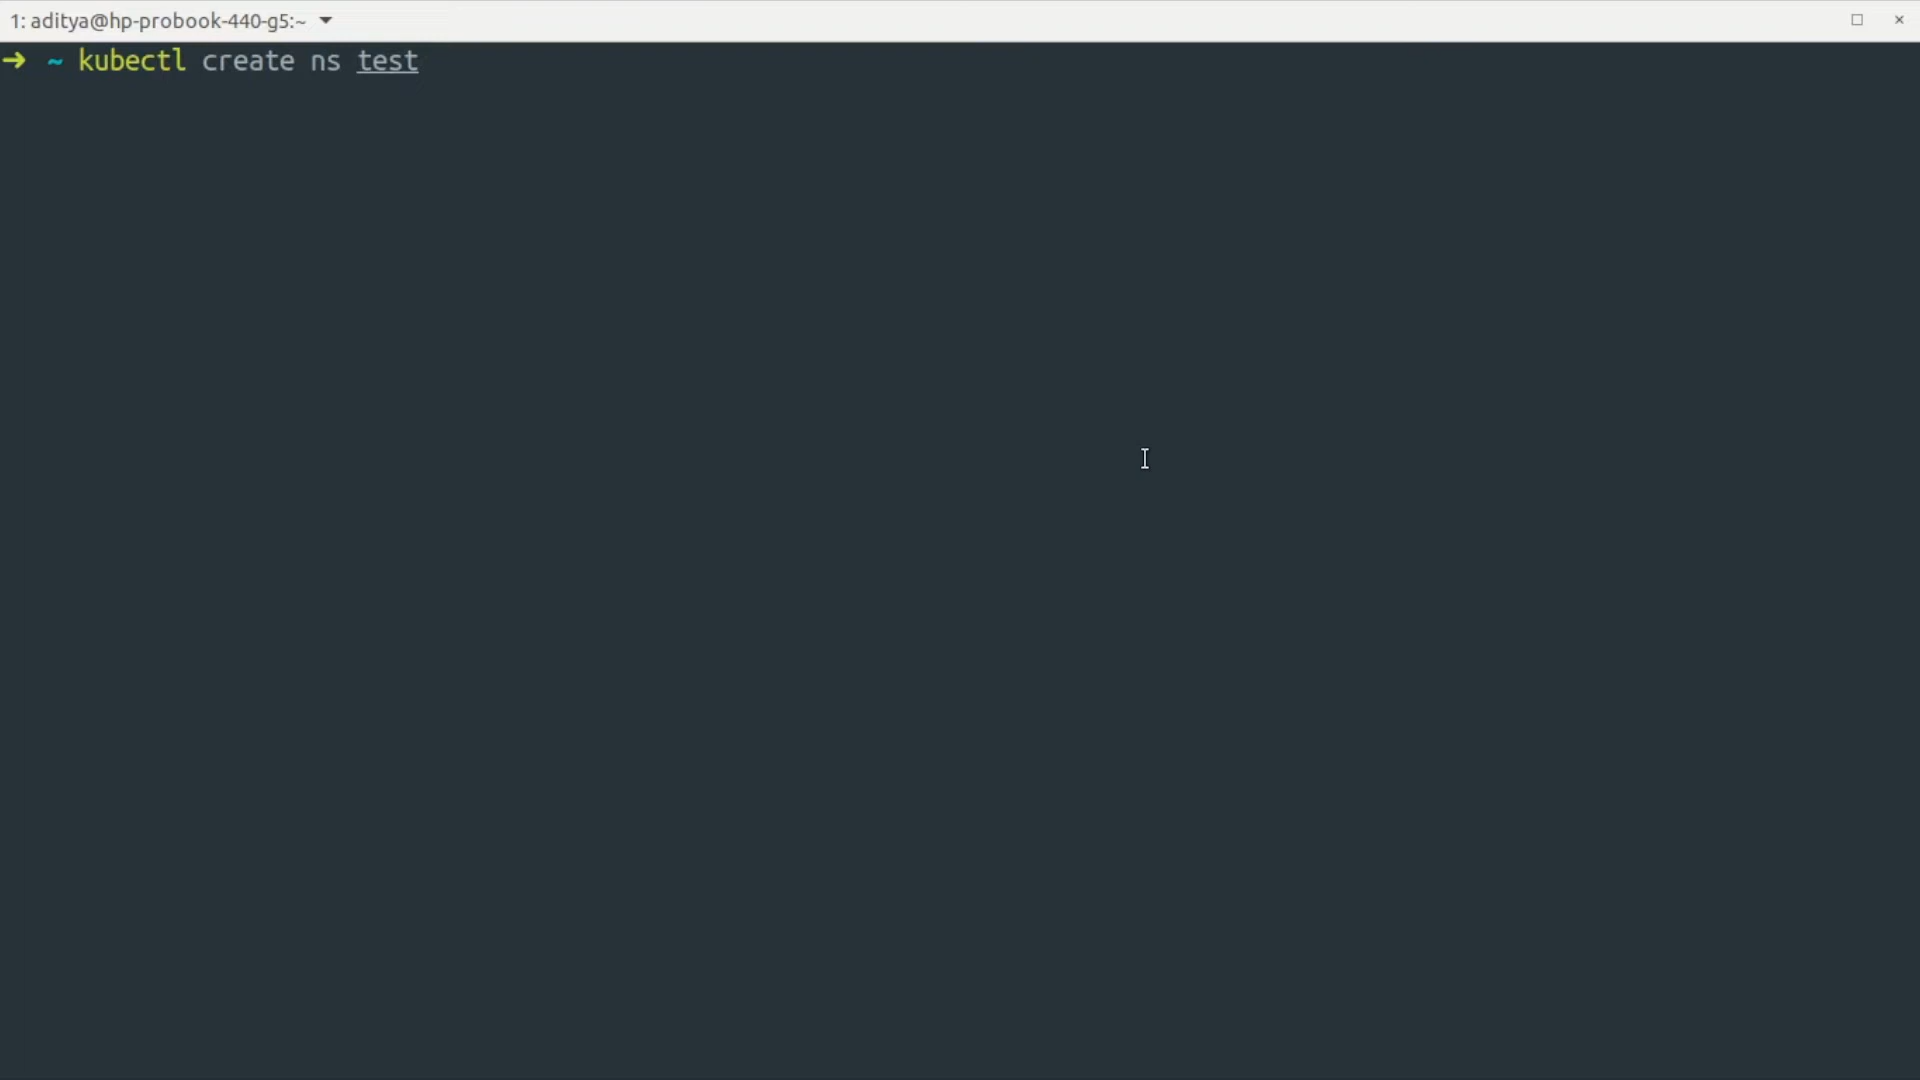 1: aditya@hp-probook-440-g5:~
➜ ~ kubectl create ns test